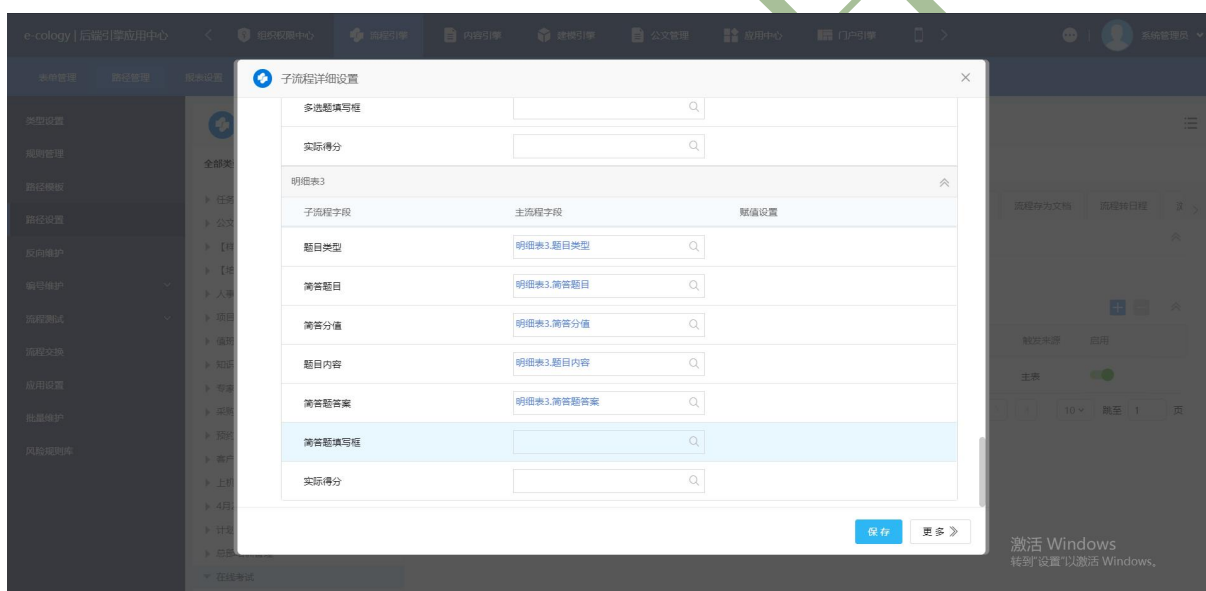 e-cology | 后端引擎应用中心
组织权限中心
流程引擎
内容引擎
建模引擎
公文管理
应用中心
门户引擎
系统管理员
表单管理
路径管理
类型设置
规则管理
路径模板
路径设置
反向维护
编号维护
流程测试
流程交换
应用设置
批量维护
风险规则库
全部类
在线考试
子流程详细设置
多选题填写框
实际得分
明细表3
子流程字段 主流程字段 赋值设置
题目类型 明细表3.题目类型
简答题目 明细表3.简答题目
简答分值 明细表3.简答分值
题目内容 明细表3.题目内容
简答题答案 明细表3.简答题答案
简答题填写框
实际得分
保存 更多
流程存为文档 流程转日程
触发来源 启用
主表
10 跳至 1 页
激活 Windows
转到"设置"以激活 Windows。